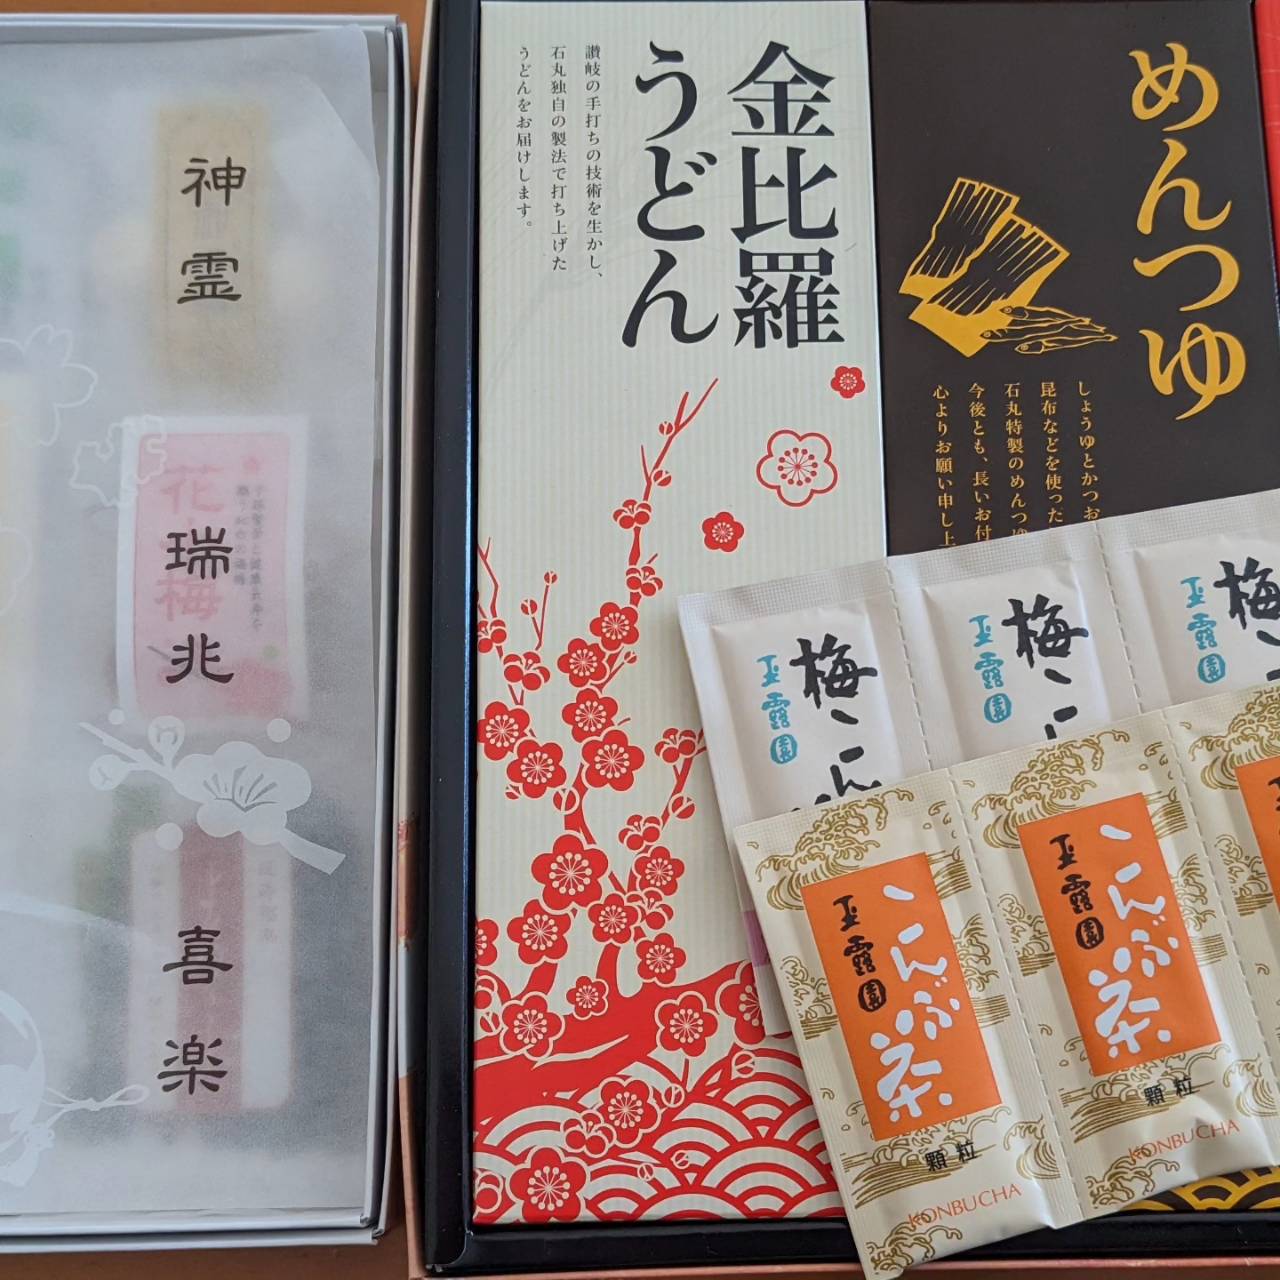 神霊
瑞兆
喜楽
金比羅
うどん
讃岐の手打ちの技術を生かし、
石丸独自の製法で打ち上げた
うどんをお届けします。
めんつゆ
しょうゆとかつお
昆布などを使った
石丸特製のめんつゆ
今後とも、長いお付
心よりお願い申し上
梅こん
玉露園
梅こ
玉露園
梅こ
玉露園
こんぶ茶
玉露園
顆粒
KONBUCHA
こんぶ茶
玉露園
顆粒
KONBUCHA